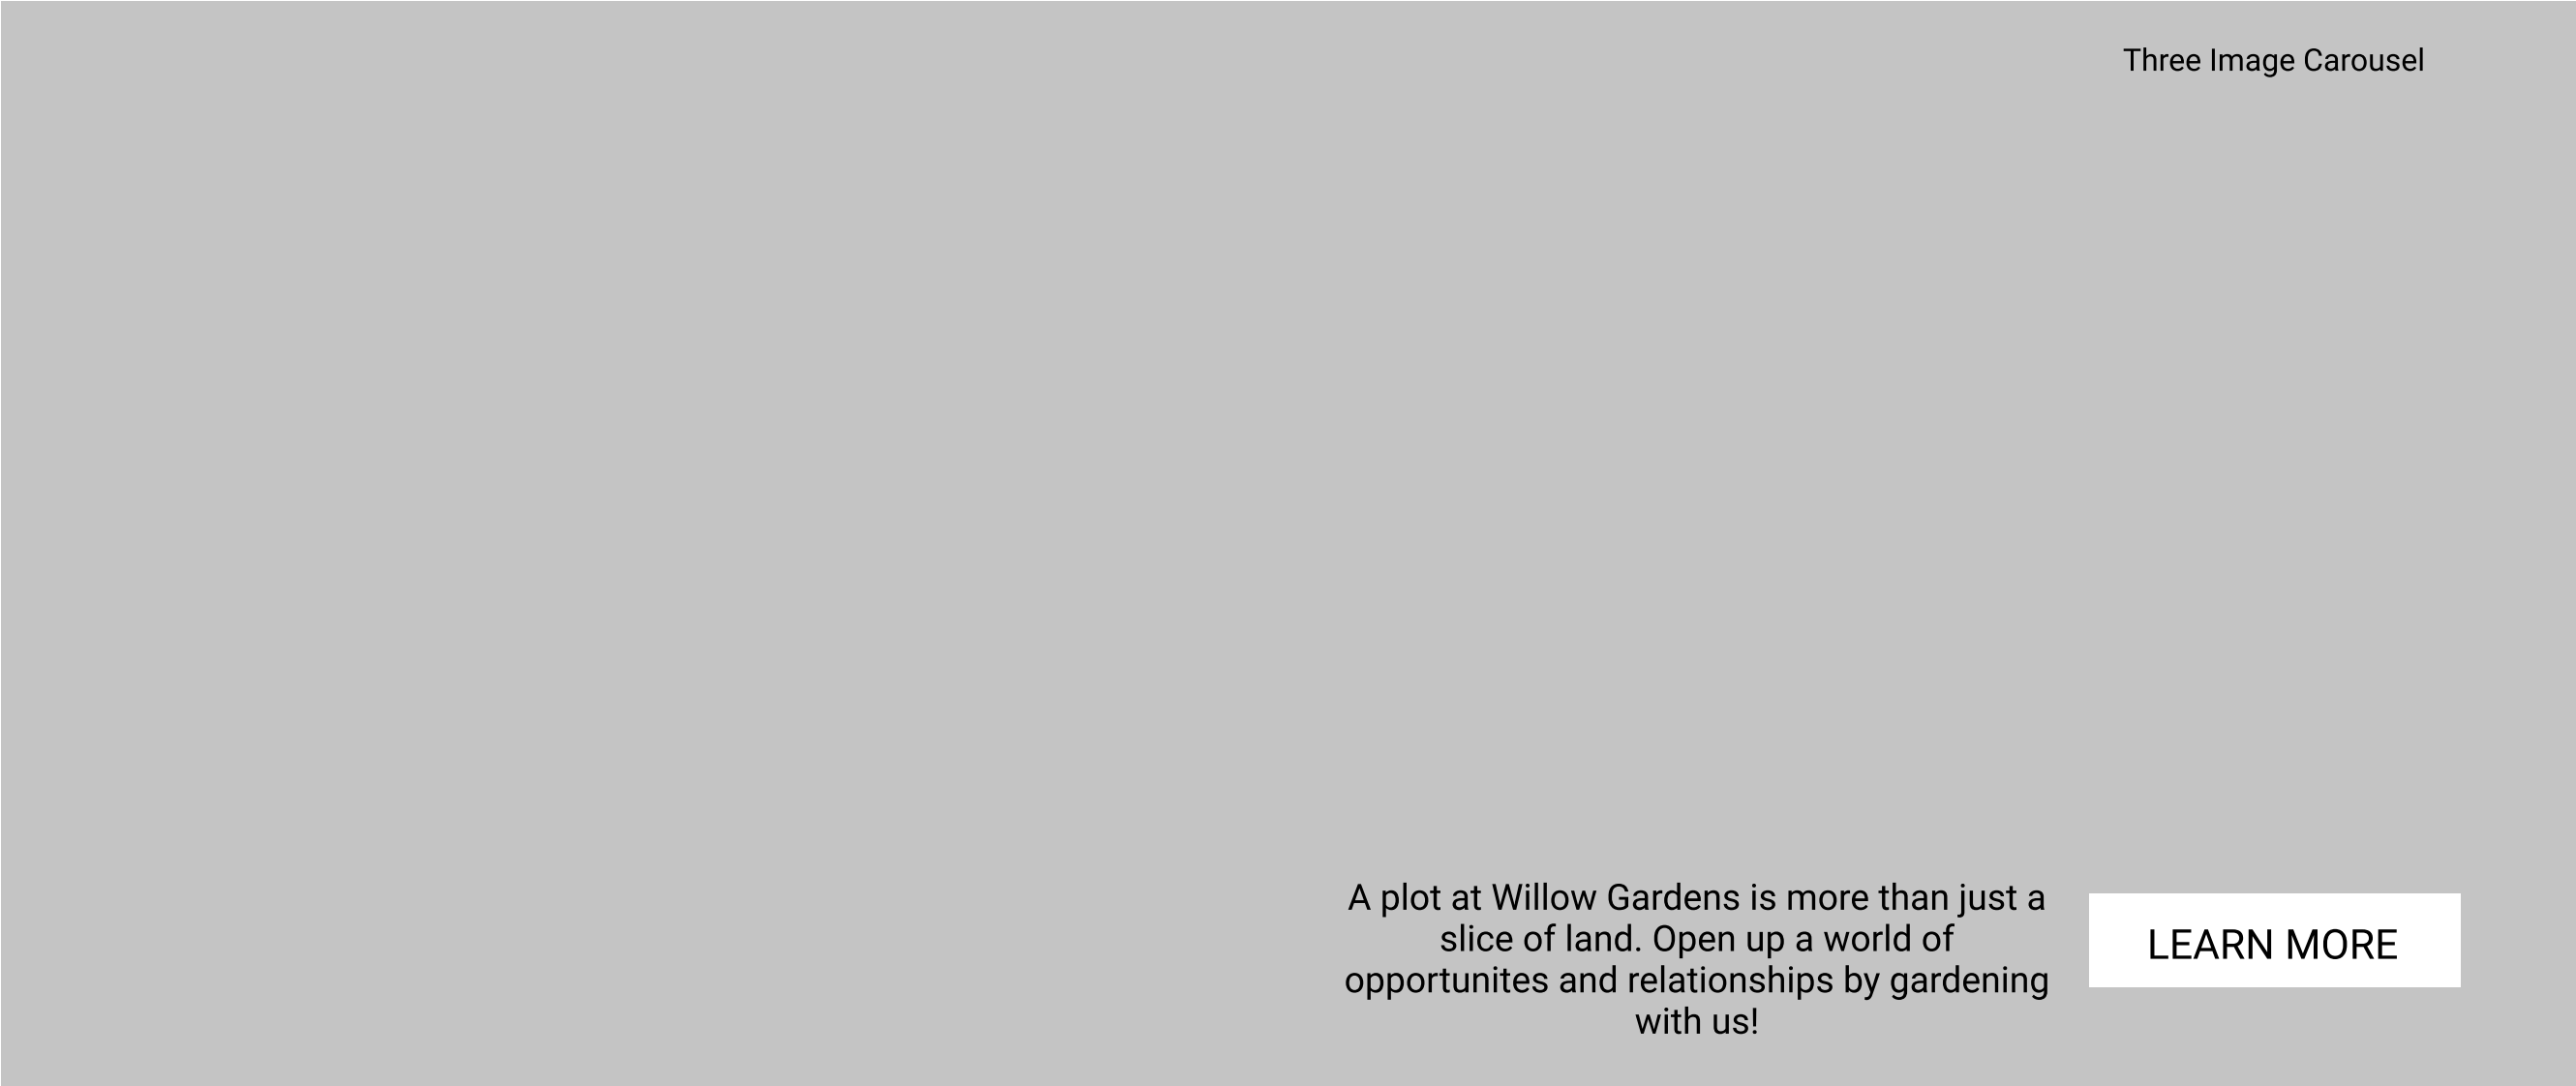 Three Image Carousel
A plot at Willow Gardens is more than just a
slice of land. Open up a world of
opportunites and relationships by gardening
with us!
LEARN MORE